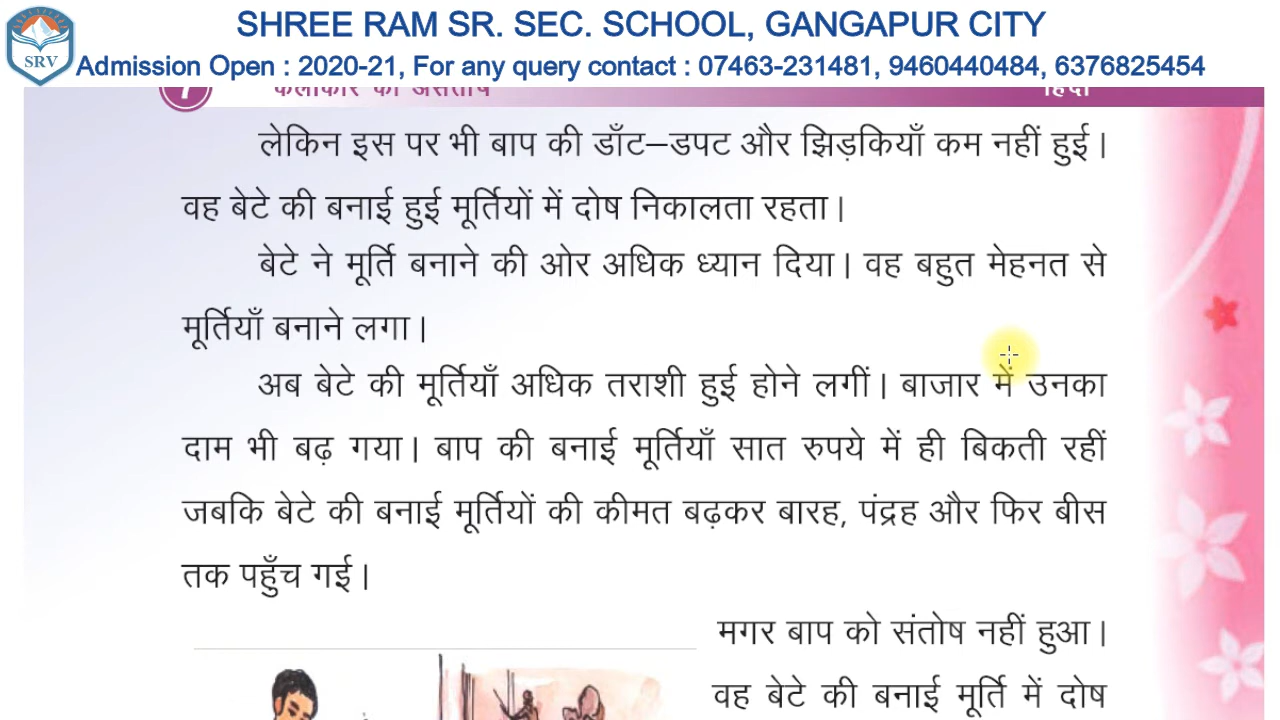 SHREE RAM SR. SEC. SCHOOL, GANGAPUR CITY
SRV
Admission Open : 2020-21, For any query contact : 07463-231481, 9460440484, 6376825454
7 कलाकार का असंतोष हिंदी
लेकिन इस पर भी बाप की डाँट–डपट और झिड़कियाँ कम नहीं हुई।
वह बेटे की बनाई हुई मूर्तियों में दोष निकालता रहता।
बेटे ने मूर्ति बनाने की ओर अधिक ध्यान दिया। वह बहुत मेहनत से
मूर्तियाँ बनाने लगा।
अब बेटे की मूर्तियाँ अधिक तराशी हुई होने लगीं। बाजार में उनका
दाम भी बढ़ गया। बाप की बनाई मूर्तियाँ सात रुपये में ही बिकती रहीं
जबकि बेटे की बनाई मूर्तियों की कीमत बढ़कर बारह, पंद्रह और फिर बीस
तक पहुँच गई।
मगर बाप को संतोष नहीं हुआ।
वह बेटे की बनाई मूर्ति में दोष